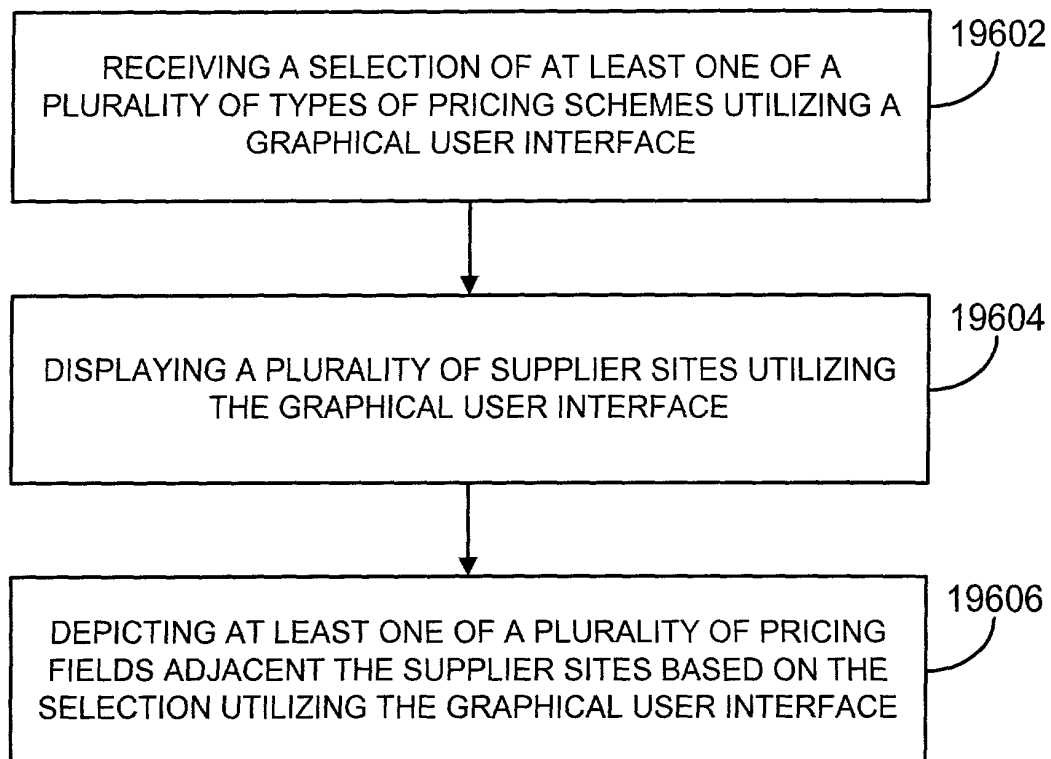 19602
RECEIVING A SELECTION OF AT LEAST ONE OF A
PLURALITY OF TYPES OF PRICING SCHEMES UTILIZING A
GRAPHICAL USER INTERFACE
19604
DISPLAYING A PLURALITY OF SUPPLIER SITES UTILIZING
THE GRAPHICAL USER INTERFACE
19606
DEPICTING AT LEAST ONE OF A PLURALITY OF PRICING
FIELDS ADJACENT THE SUPPLIER SITES BASED ON THE
SELECTION UTILIZING THE GRAPHICAL USER INTERFACE